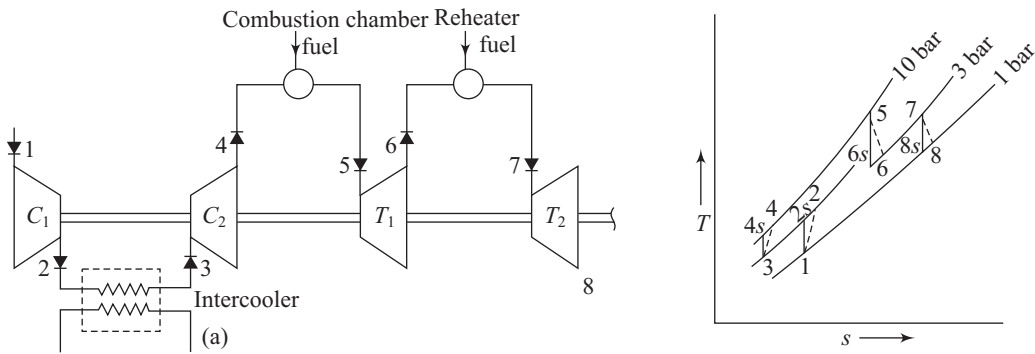 Combustion chamber
fuel
Reheater
fuel
1
C1
2
Intercooler
3
C2
4
5
T1
6
7
T2
8
(a)
T
s
10 bar
3 bar
1 bar
5
7
6s
6
8s
8
4s
4
2s
2
3
1